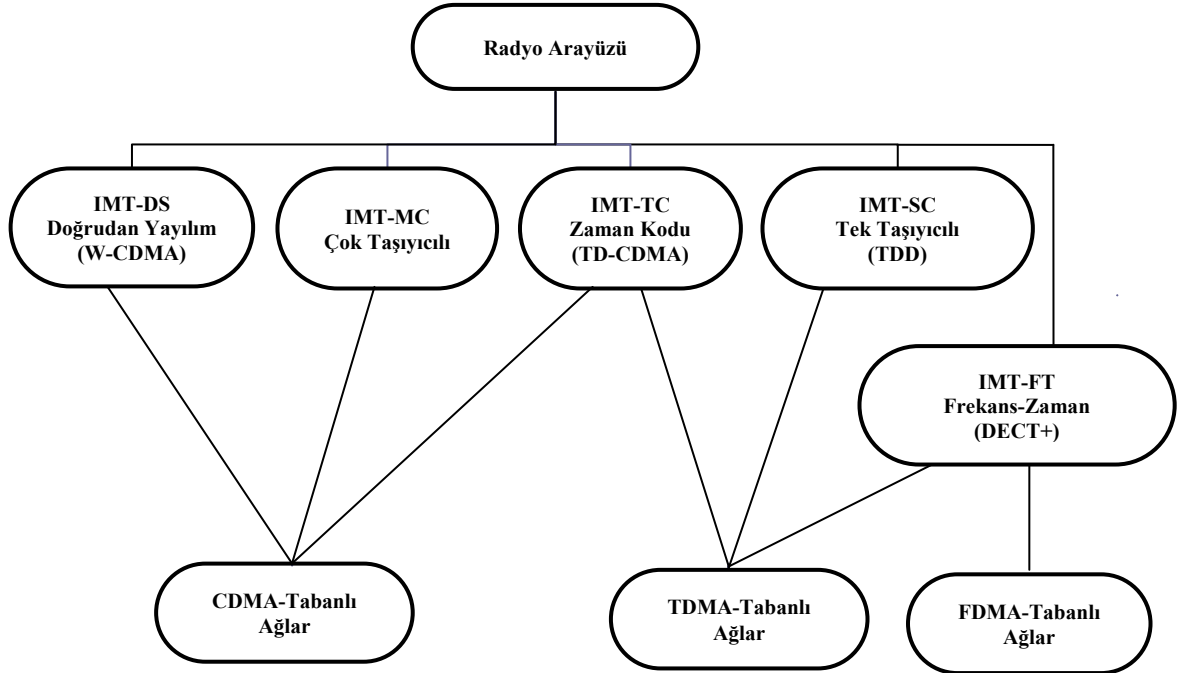 Radyo Arayüzü
IMT-DS
Doğrudan Yayılım
(W-CDMA)
IMT-MC
Çok Taşıyıcılı
IMT-TC
Zaman Kodu
(TD-CDMA)
IMT-SC
Tek Taşıyıcılı
(TDD)
IMT-FT
Frekans-Zaman
(DECT+)
CDMA-Tabanlı
Ağlar
TDMA-Tabanlı
Ağlar
FDMA-Tabanlı
Ağlar